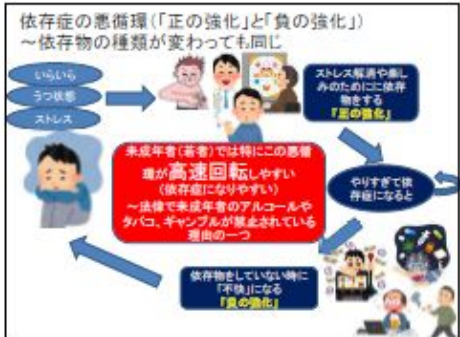 依存症の悪循環(「正の強化」と「負の強化」)
～依存物の種類が変わっても同じ
いらいら
うつ状態
ストレス
ストレス解消や楽し
みのためにに依存
物をする
「正の強化」
未成年者(若者)では特にこの悪循
環が高速回転しやすい
(依存症になりやすい)
～法律で未成年者のアルコールや
タバコ、ギャンブルが禁止されている
理由の一つ
やりすぎて依
存症になると
依存物をしていない時に
「不快」になる
「負の強化」